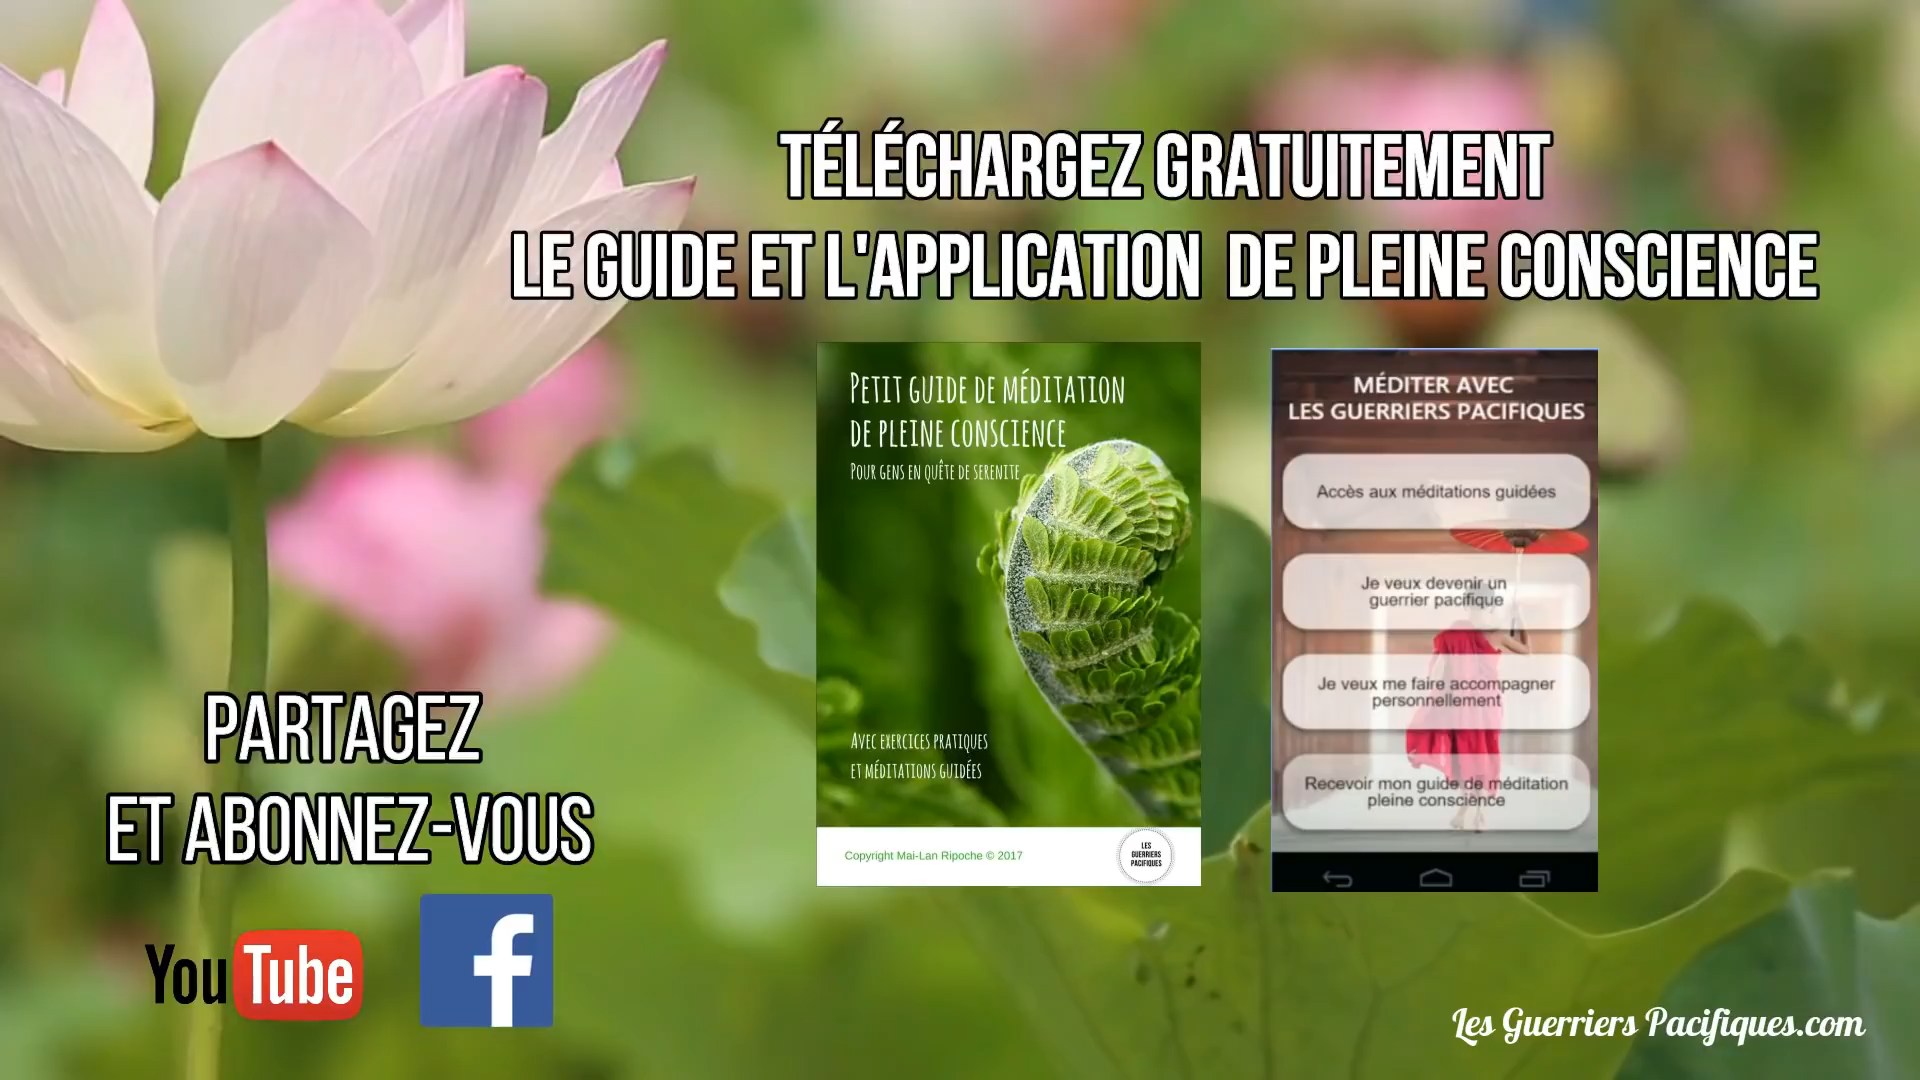 TÉLÉCHARGEZ GRATUITEMENT
LE GUIDE ET L'APPLICATION DE PLEINE CONSCIENCE
PETIT GUIDE DE MÉDITATION
DE PLEINE CONSCIENCE
POUR GENS EN QUÊTE DE SERENITE
AVEC EXERCICES PRATIQUES
ET MÉDITATIONS GUIDÉES
Copyright Mai-Lan Ripoche © 2017
LES
GUERRIERS
PACIFIQUES
MÉDITER AVEC
LES GUERRIERS PACIFIQUES
Accès aux méditations guidées
Je veux devenir un
guerrier pacifique
Je veux me faire accompagner
personnellement
Recevoir mon guide de méditation
pleine conscience
PARTAGEZ
ET ABONNEZ-VOUS
YouTube
f
Les Guerriers Pacifiques.com